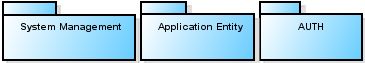 System Management
Application Entity
AUTH